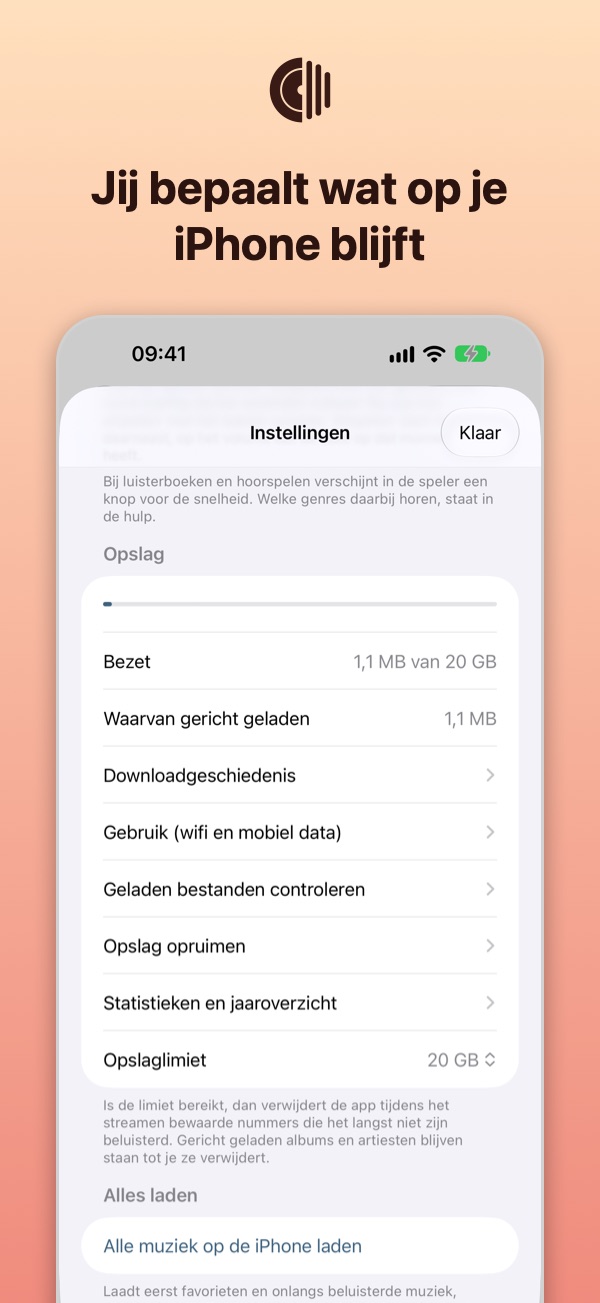 Jij bepaalt wat op je
iPhone blijft
09:41
Instellingen
Klaar
Bij luisterboeken en hoorspelen verschijnt in de speler een
knop voor de snelheid. Welke genres daarbij horen, staat in
de hulp.
Opslag
Bezet
1,1 MB van 20 GB
Waarvan gericht geladen
1,1 MB
Downloadgeschiedenis
Gebruik (wifi en mobiel data)
Geladen bestanden controleren
Opslag opruimen
Statistieken en jaaroverzicht
Opslaglimiet
20 GB
Is de limiet bereikt, dan verwijdert de app tijdens het
streamen bewaarde nummers die het langst niet zijn
beluisterd. Gericht geladen albums en artiesten blijven
staan tot je ze verwijdert.
Alles laden
Alle muziek op de iPhone laden
Laadt eerst favorieten en onlangs beluisterde muziek,